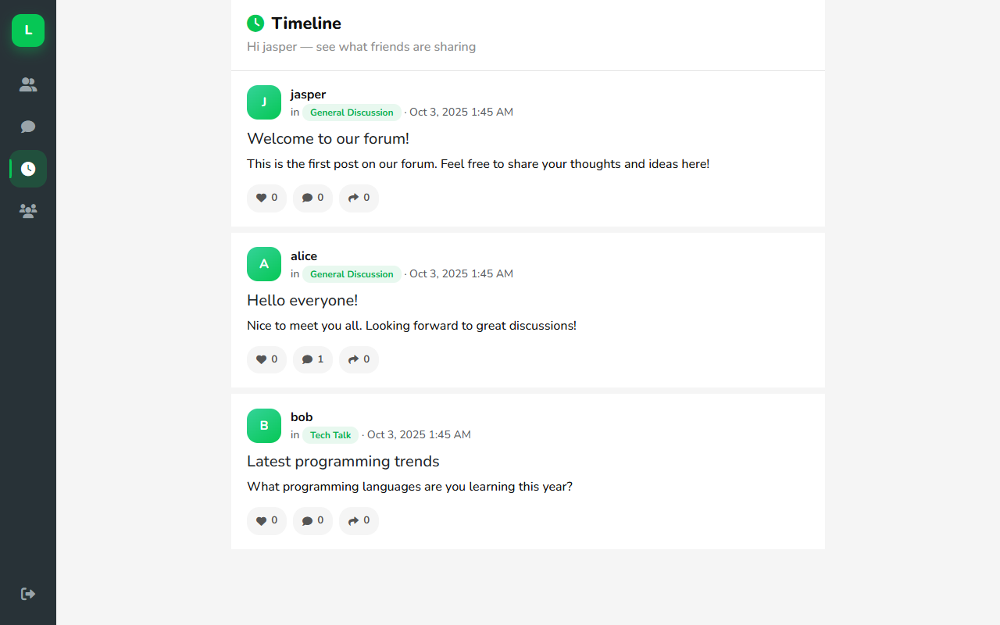 L
Timeline
Hi jasper — see what friends are sharing
J
jasper
in General Discussion · Oct 3, 2025 1:45 AM
Welcome to our forum!
This is the first post on our forum. Feel free to share your thoughts and ideas here!
0 0 0
A
alice
in General Discussion · Oct 3, 2025 1:45 AM
Hello everyone!
Nice to meet you all. Looking forward to great discussions!
0 1 0
B
bob
in Tech Talk · Oct 3, 2025 1:45 AM
Latest programming trends
What programming languages are you learning this year?
0 0 0